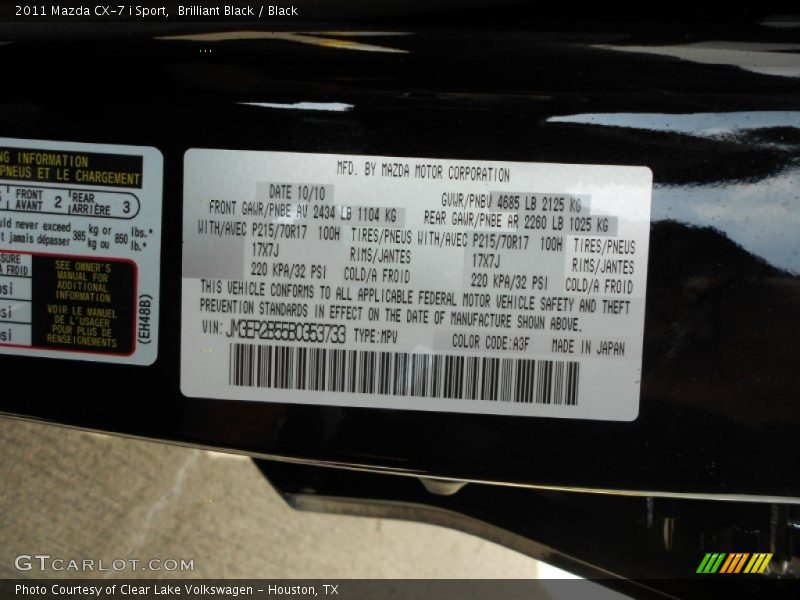 2011 Mazda CX-7 i Sport,  Brilliant Black / Black
NG INFORMATION
PNEUS ET LE CHARGEMENT
FRONT AVANT 2 REAR ARRIÈRE 3
uld never exceed 385 kg or 850 lbs.*
t jamais dépasser kg ou lb.*
SURE
A FROID
psi
psi
psi
SEE OWNER'S
MANUAL FOR
ADDITIONAL
INFORMATION
VOIR LE MANUEL
DE L'USAGER
POUR PLUS DE
RENSEIGNEMENTS
(EH48B)
MFD. BY MAZDA MOTOR CORPORATION
DATE 10/10 GVWR/PNBV 4685 LB 2125 KG
FRONT GAWR/PNBE AV 2434 LB 1104 KG REAR GAWR/PNBE AR 2260 LB 1025 KG
WITH/AVEC P215/70R17 100H TIRES/PNEUS WITH/AVEC P215/70R17 100H TIRES/PNEUS
17X7J RIMS/JANTES 17X7J RIMS/JANTES
220 KPA/32 PSI COLD/A FROID 220 KPA/32 PSI COLD/A FROID
THIS VEHICLE CONFORMS TO ALL APPLICABLE FEDERAL MOTOR VEHICLE SAFETY AND THEFT
PREVENTION STANDARDS IN EFFECT ON THE DATE OF MANUFACTURE SHOWN ABOVE.
VIN: JM3ER2B55B0353733 TYPE:MPV COLOR CODE:A3F MADE IN JAPAN
GTCARLOT.COM
Photo Courtesy of Clear Lake Volkswagen – Houston, TX